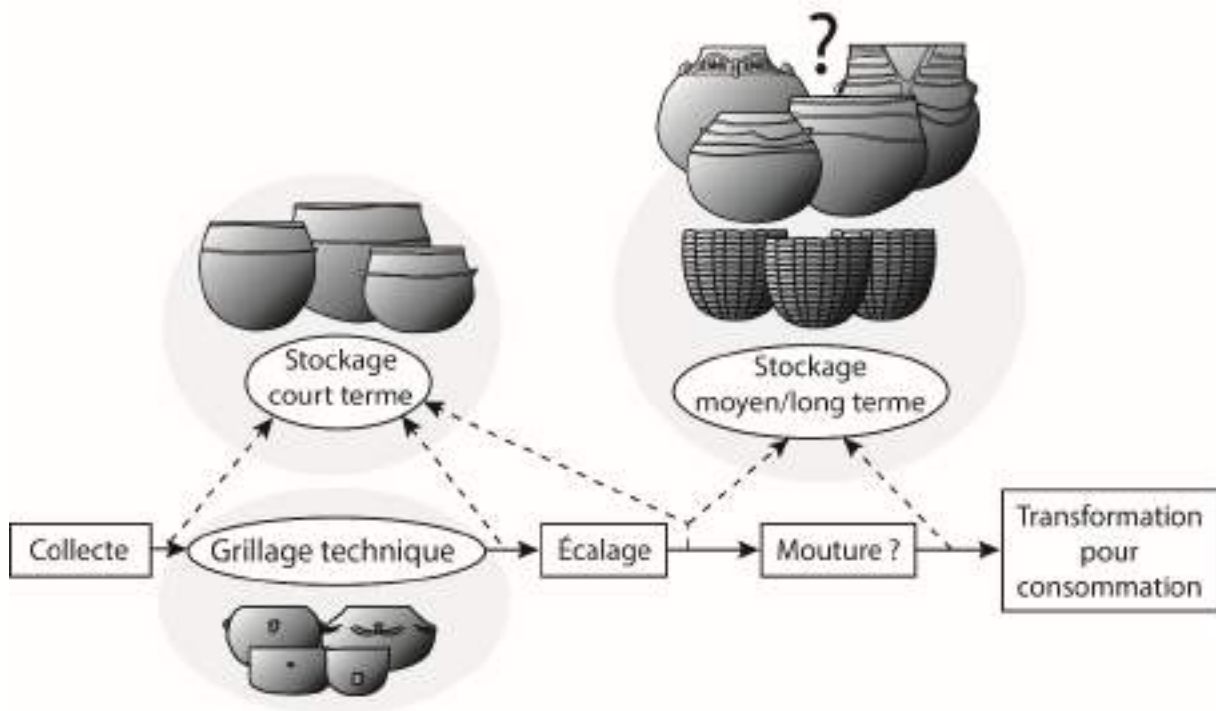 ?
Stockage
court terme
Stockage
moyen/long terme
Collecte
Grillage technique
Écalage
Mouture ?
Transformation
pour
consommation